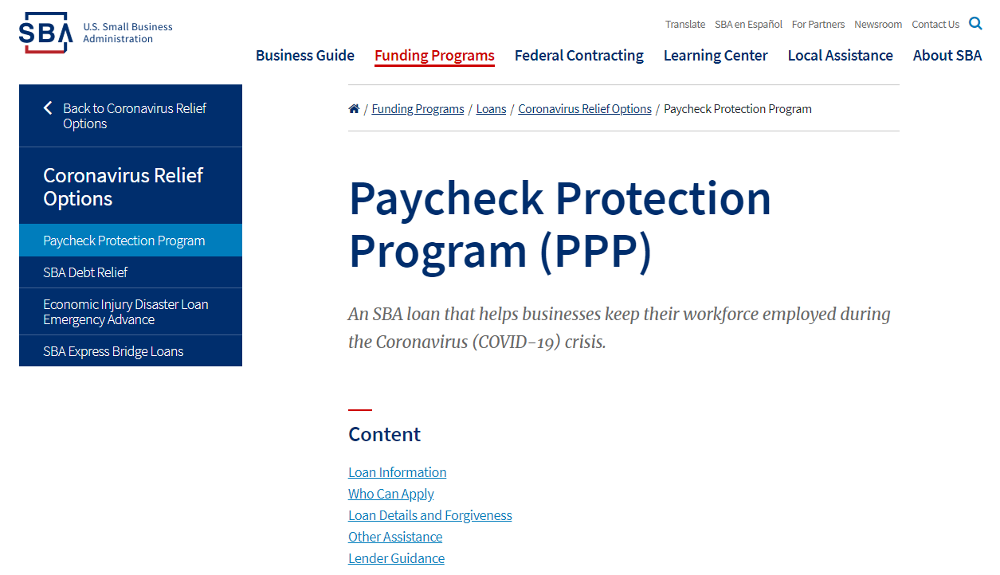 SBA
U.S. Small Business
Administration
Translate SBA en Español For Partners Newsroom Contact Us
Business Guide Funding Programs Federal Contracting Learning Center Local Assistance About SBA
Back to Coronavirus Relief
Options
Coronavirus Relief
Options
Paycheck Protection Program
SBA Debt Relief
Economic Injury Disaster Loan
Emergency Advance
SBA Express Bridge Loans
/ Funding Programs / Loans / Coronavirus Relief Options / Paycheck Protection Program
Paycheck Protection
Program (PPP)
An SBA loan that helps businesses keep their workforce employed during
the Coronavirus (COVID-19) crisis.
Content
Loan Information
Who Can Apply
Loan Details and Forgiveness
Other Assistance
Lender Guidance